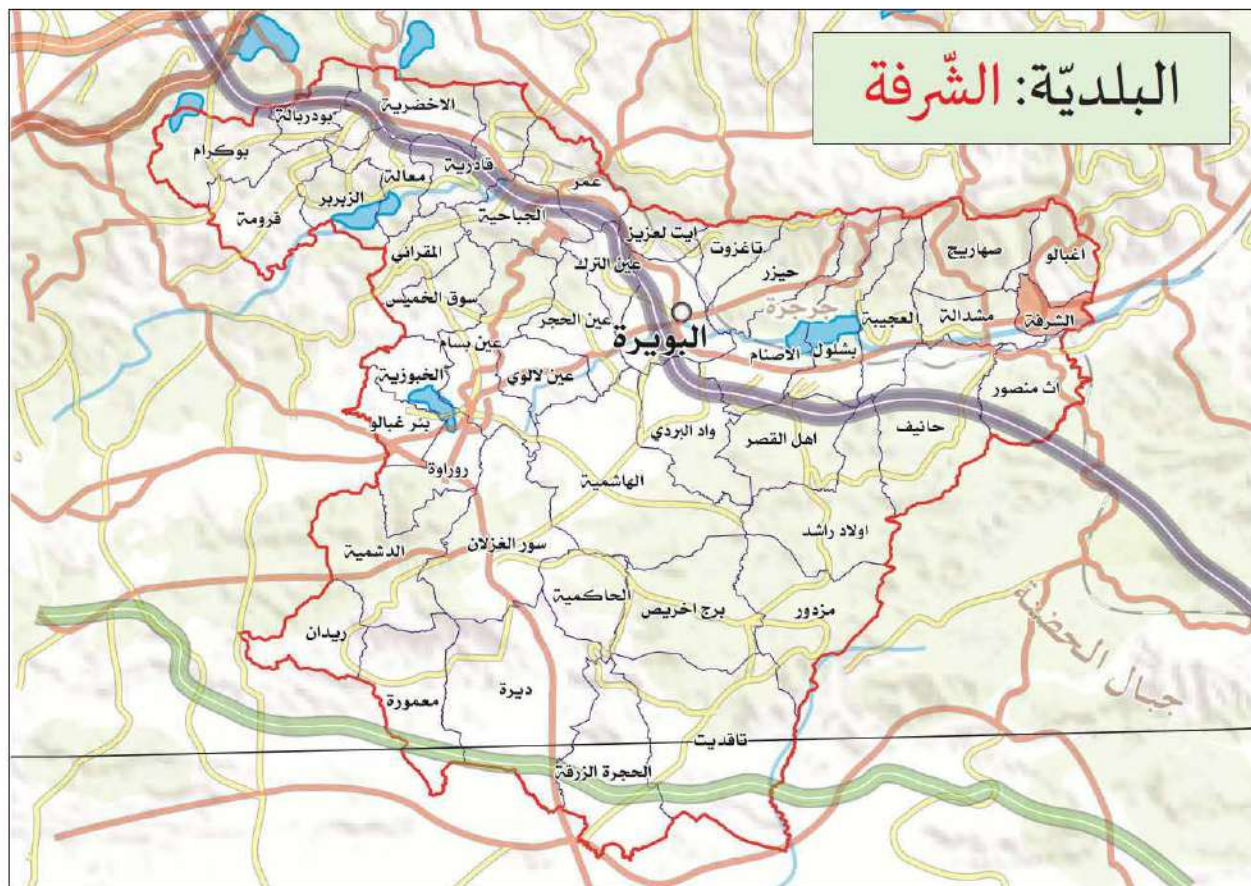 البلديّة: الشّرفة
الاخضرية
بودربالة
بوكرام
قادرية
معالة
عمر
الزبربر
قرومة
الجباحية
ايت لعزيز
تاغزوت
صهاريج
أغبالو
المقراني
عين الترك
حيزر
سوق الخميس
جرجرة
العجيبة
مشدالة
الشرفة
عين الحجر
البويرة
بشلول
الاصنام
عين بسام
الخبوزية
عين لالوي
اث منصور
بئر غبالو
واد البردي
اهل القصر
حانيف
روراوة
الهاشمية
الدشمية
سور الغزلان
اولاد راشد
الحاكمية
برج اخريص
مزدور
ريدان
جبال الحضنة
ديرة
معمورة
تاقديت
الحجرة الزرقة